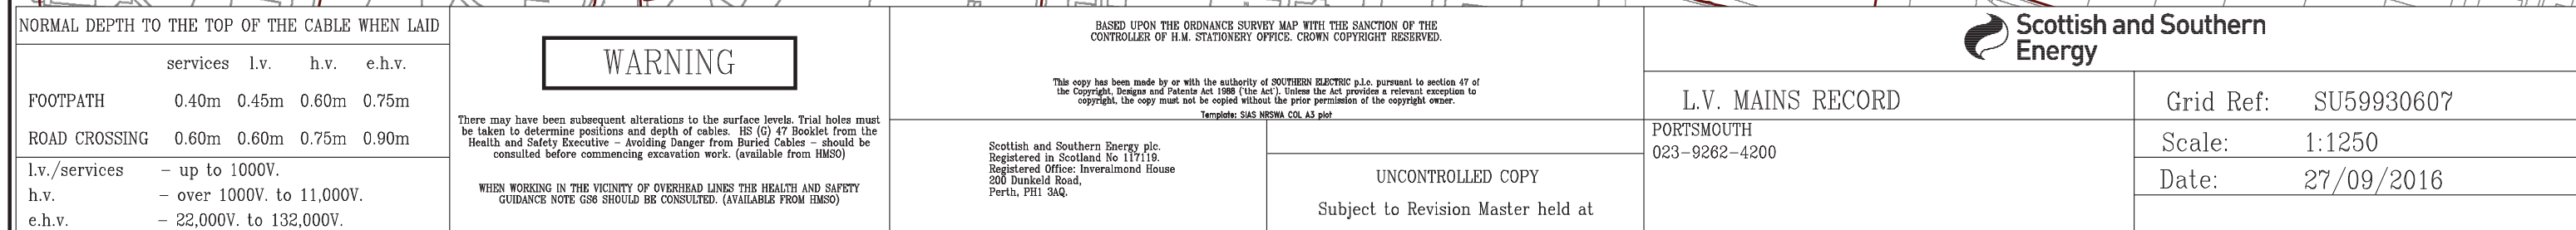 NORMAL DEPTH TO THE TOP OF THE CABLE WHEN LAID
services l.v. h.v. e.h.v.
FOOTPATH 0.40m 0.45m 0.60m 0.75m
ROAD CROSSING 0.60m 0.60m 0.75m 0.90m
l.v./services - up to 1000V.
h.v. - over 1000V. to 11,000V.
e.h.v. - 22,000V. to 132,000V.
WARNING
There may have been subsequent alterations to the surface levels. Trial holes must
be taken to determine positions and depth of cables. HS (G) 47 Booklet from the
Health and Safety Executive - Avoiding Danger from Buried Cables - should be
consulted before commencing excavation work. (available from HMSO)
WHEN WORKING IN THE VICINITY OF OVERHEAD LINES THE HEALTH AND SAFETY
GUIDANCE NOTE GS6 SHOULD BE CONSULTED. (AVAILABLE FROM HMSO)
BASED UPON THE ORDNANCE SURVEY MAP WITH THE SANCTION OF THE
CONTROLLER OF H.M. STATIONERY OFFICE. CROWN COPYRIGHT RESERVED.
This copy has been made by or with the authority of SOUTHERN ELECTRIC p.l.c. pursuant to section 47 of
the Copyright, Designs and Patents Act 1988 ('the Act'). Unless the Act provides a relevant exception to
copyright, the copy must not be copied without the prior permission of the copyright owner.
Template: SIAS NRSWA COL A3 plot
Scottish and Southern Energy plc.
Registered in Scotland No 117119.
Registered Office: Inveralmond House
200 Dunkeld Road,
Perth, PH1 3AQ.
UNCONTROLLED COPY
Subject to Revision Master held at
Scottish and Southern
Energy
L.V. MAINS RECORD
PORTSMOUTH
023-9262-4200
Grid Ref: SU59930607
Scale: 1:1250
Date: 27/09/2016